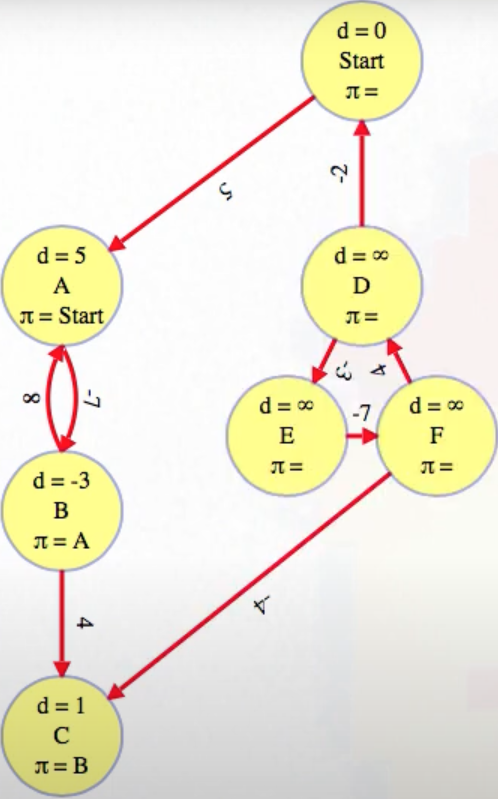 d = 0
Start
π =
5
-2
d = 5
A
π = Start
d = ∞
D
π =
8
-7
-3
4
d = ∞
E
π =
-7
d = ∞
F
π =
d = -3
B
π = A
4
-4
d = 1
C
π = B